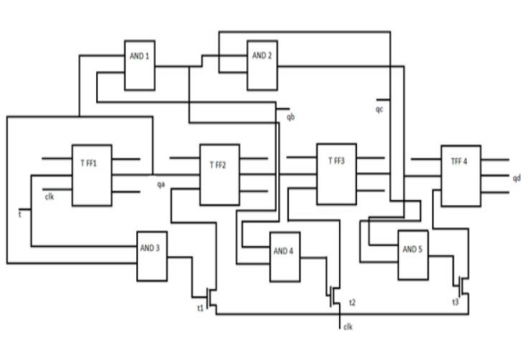 AND 1
AND 2
qb
qc
T FF1
T FF2
T FF3
TFF 4
clk
qa
qd
t
AND 3
AND 4
AND 5
t1
t2
t3
clk